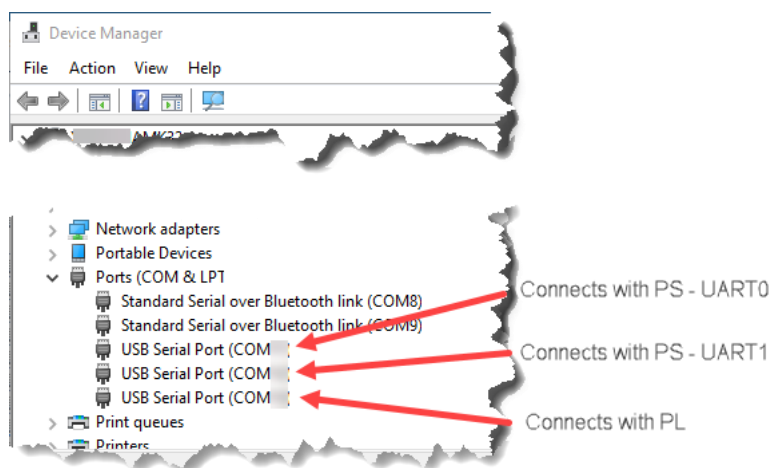 Device Manager
File Action View Help
Network adapters
Portable Devices
Ports (COM & LPT
Standard Serial over Bluetooth link (COM8)
Connects with PS - UART0
Standard Serial over Bluetooth link (COM9)
USB Serial Port (COM
Connects with PS - UART1
USB Serial Port (COM
USB Serial Port (COM
Connects with PL
Print queues
Printers